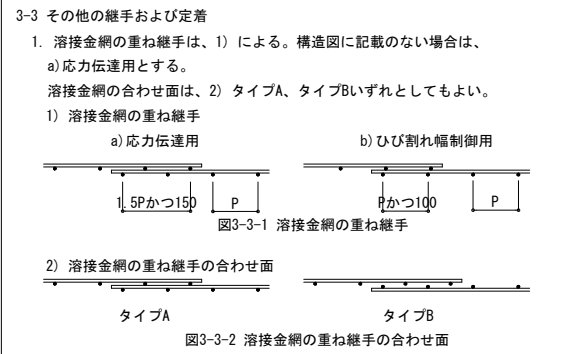 3-3 その他の継手および定着
1. 溶接金網の重ね継手は、1) による。構造図に記載のない場合は、
a)応力伝達用とする。
溶接金網の合わせ面は、2) タイプA、タイプBいずれとしてもよい。
1) 溶接金網の重ね継手
a)応力伝達用
b)ひび割れ幅制御用
1.5Pかつ150
P
Pかつ100
P
図3-3-1 溶接金網の重ね継手
2) 溶接金網の重ね継手の合わせ面
タイプA
タイプB
図3-3-2 溶接金網の重ね継手の合わせ面